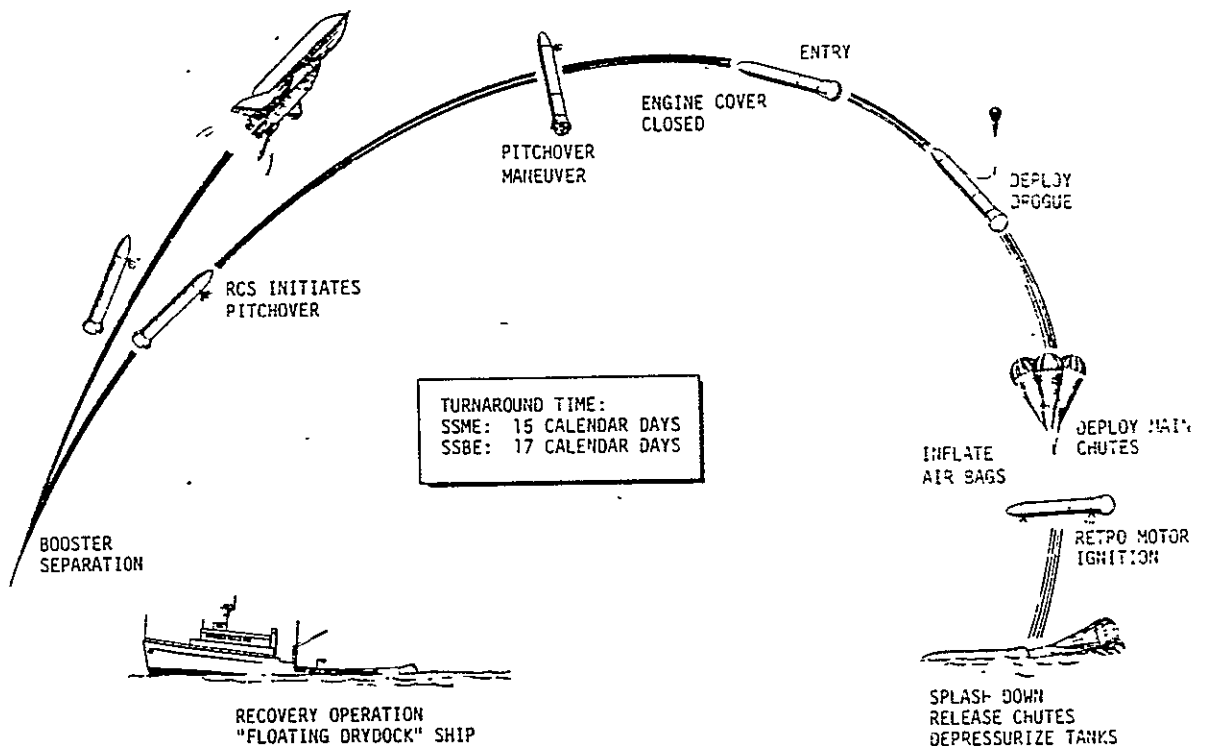 BOOSTER
SEPARATION
RCS INITIATES
PITCHOVER
PITCHOVER
MANEUVER
ENGINE COVER
CLOSED
ENTRY
DEPLOY
DROGUE
DEPLOY MAIN
CHUTES
INFLATE
AIR BAGS
RETRO MOTOR
IGNITION
SPLASH DOWN
RELEASE CHUTES
DEPRESSURIZE TANKS
TURNAROUND TIME:
SSME: 15 CALENDAR DAYS
SSBE: 17 CALENDAR DAYS
RECOVERY OPERATION
"FLOATING DRYDOCK" SHIP